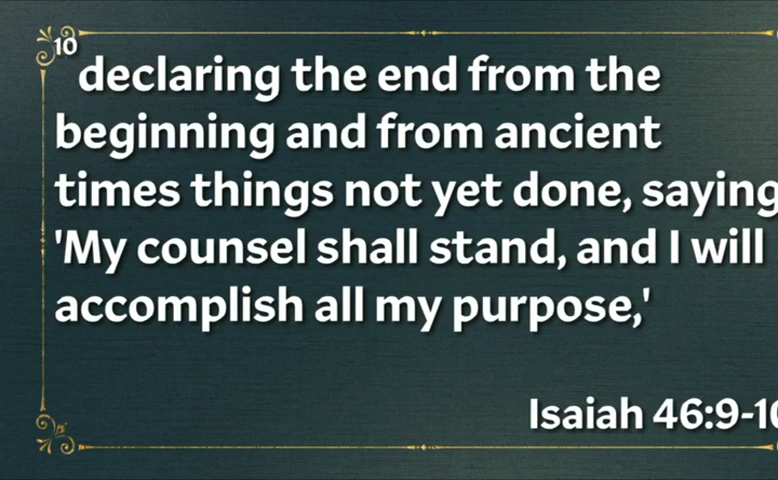 10
declaring the end from the
beginning and from ancient
times things not yet done, saying
'My counsel shall stand, and I will
accomplish all my purpose,'
Isaiah 46:9-10